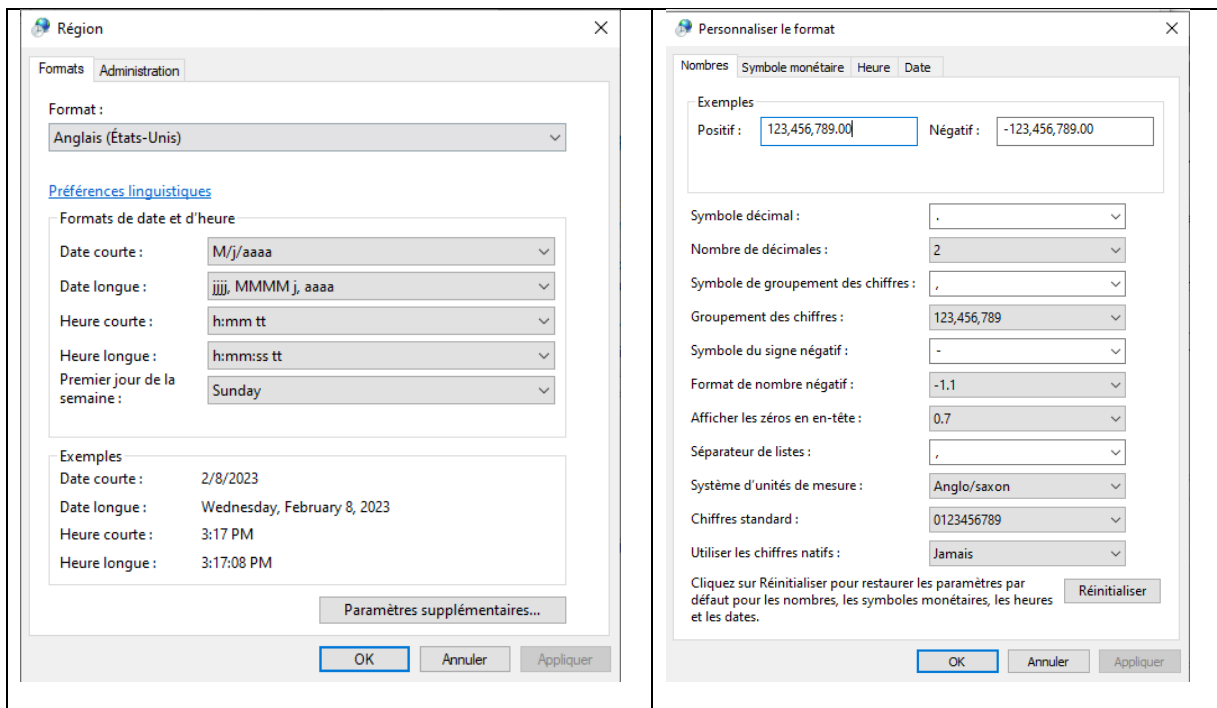 Région
Formats Administration
Format :
Anglais (États-Unis)
Préférences linguistiques
Formats de date et d'heure
Date courte : M/j/aaaa
Date longue : jjjj, MMMM j, aaaa
Heure courte : h:mm tt
Heure longue : h:mm:ss tt
Premier jour de la
semaine : Sunday
Exemples
Date courte : 2/8/2023
Date longue : Wednesday, February 8, 2023
Heure courte : 3:17 PM
Heure longue : 3:17:08 PM
Paramètres supplémentaires...
OK Annuler Appliquer
Personnaliser le format
Nombres Symbole monétaire Heure Date
Exemples
Positif : 123,456,789.00 Négatif : -123,456,789.00
Symbole décimal : .
Nombre de décimales : 2
Symbole de groupement des chiffres : ,
Groupement des chiffres : 123,456,789
Symbole du signe négatif : -
Format de nombre négatif : -1.1
Afficher les zéros en en-tête : 0.7
Séparateur de listes : ,
Système d'unités de mesure : Anglo/saxon
Chiffres standard : 0123456789
Utiliser les chiffres natifs : Jamais
Cliquez sur Réinitialiser pour restaurer les paramètres par
défaut pour les nombres, les symboles monétaires, les heures
et les dates.
Réinitialiser
OK Annuler Appliquer